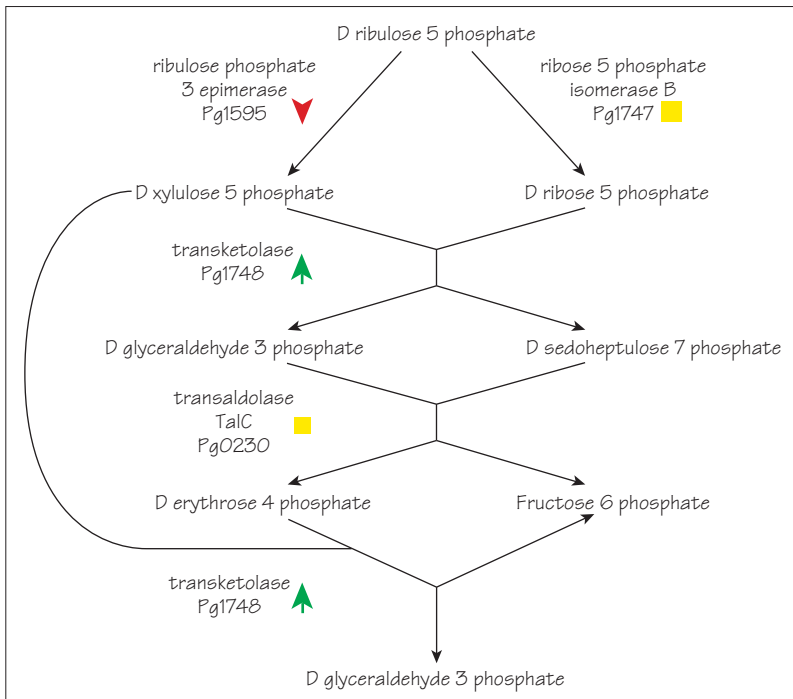 D ribulose 5 phosphate
ribulose phosphate
3 epimerase
Pg1595
ribose 5 phosphate
isomerase B
Pg1747
D xylulose 5 phosphate
D ribose 5 phosphate
transketolase
Pg1748
D glyceraldehyde 3 phosphate
D sedoheptulose 7 phosphate
transaldolase
TalC
Pg0230
D erythrose 4 phosphate
Fructose 6 phosphate
transketolase
Pg1748
D glyceraldehyde 3 phosphate